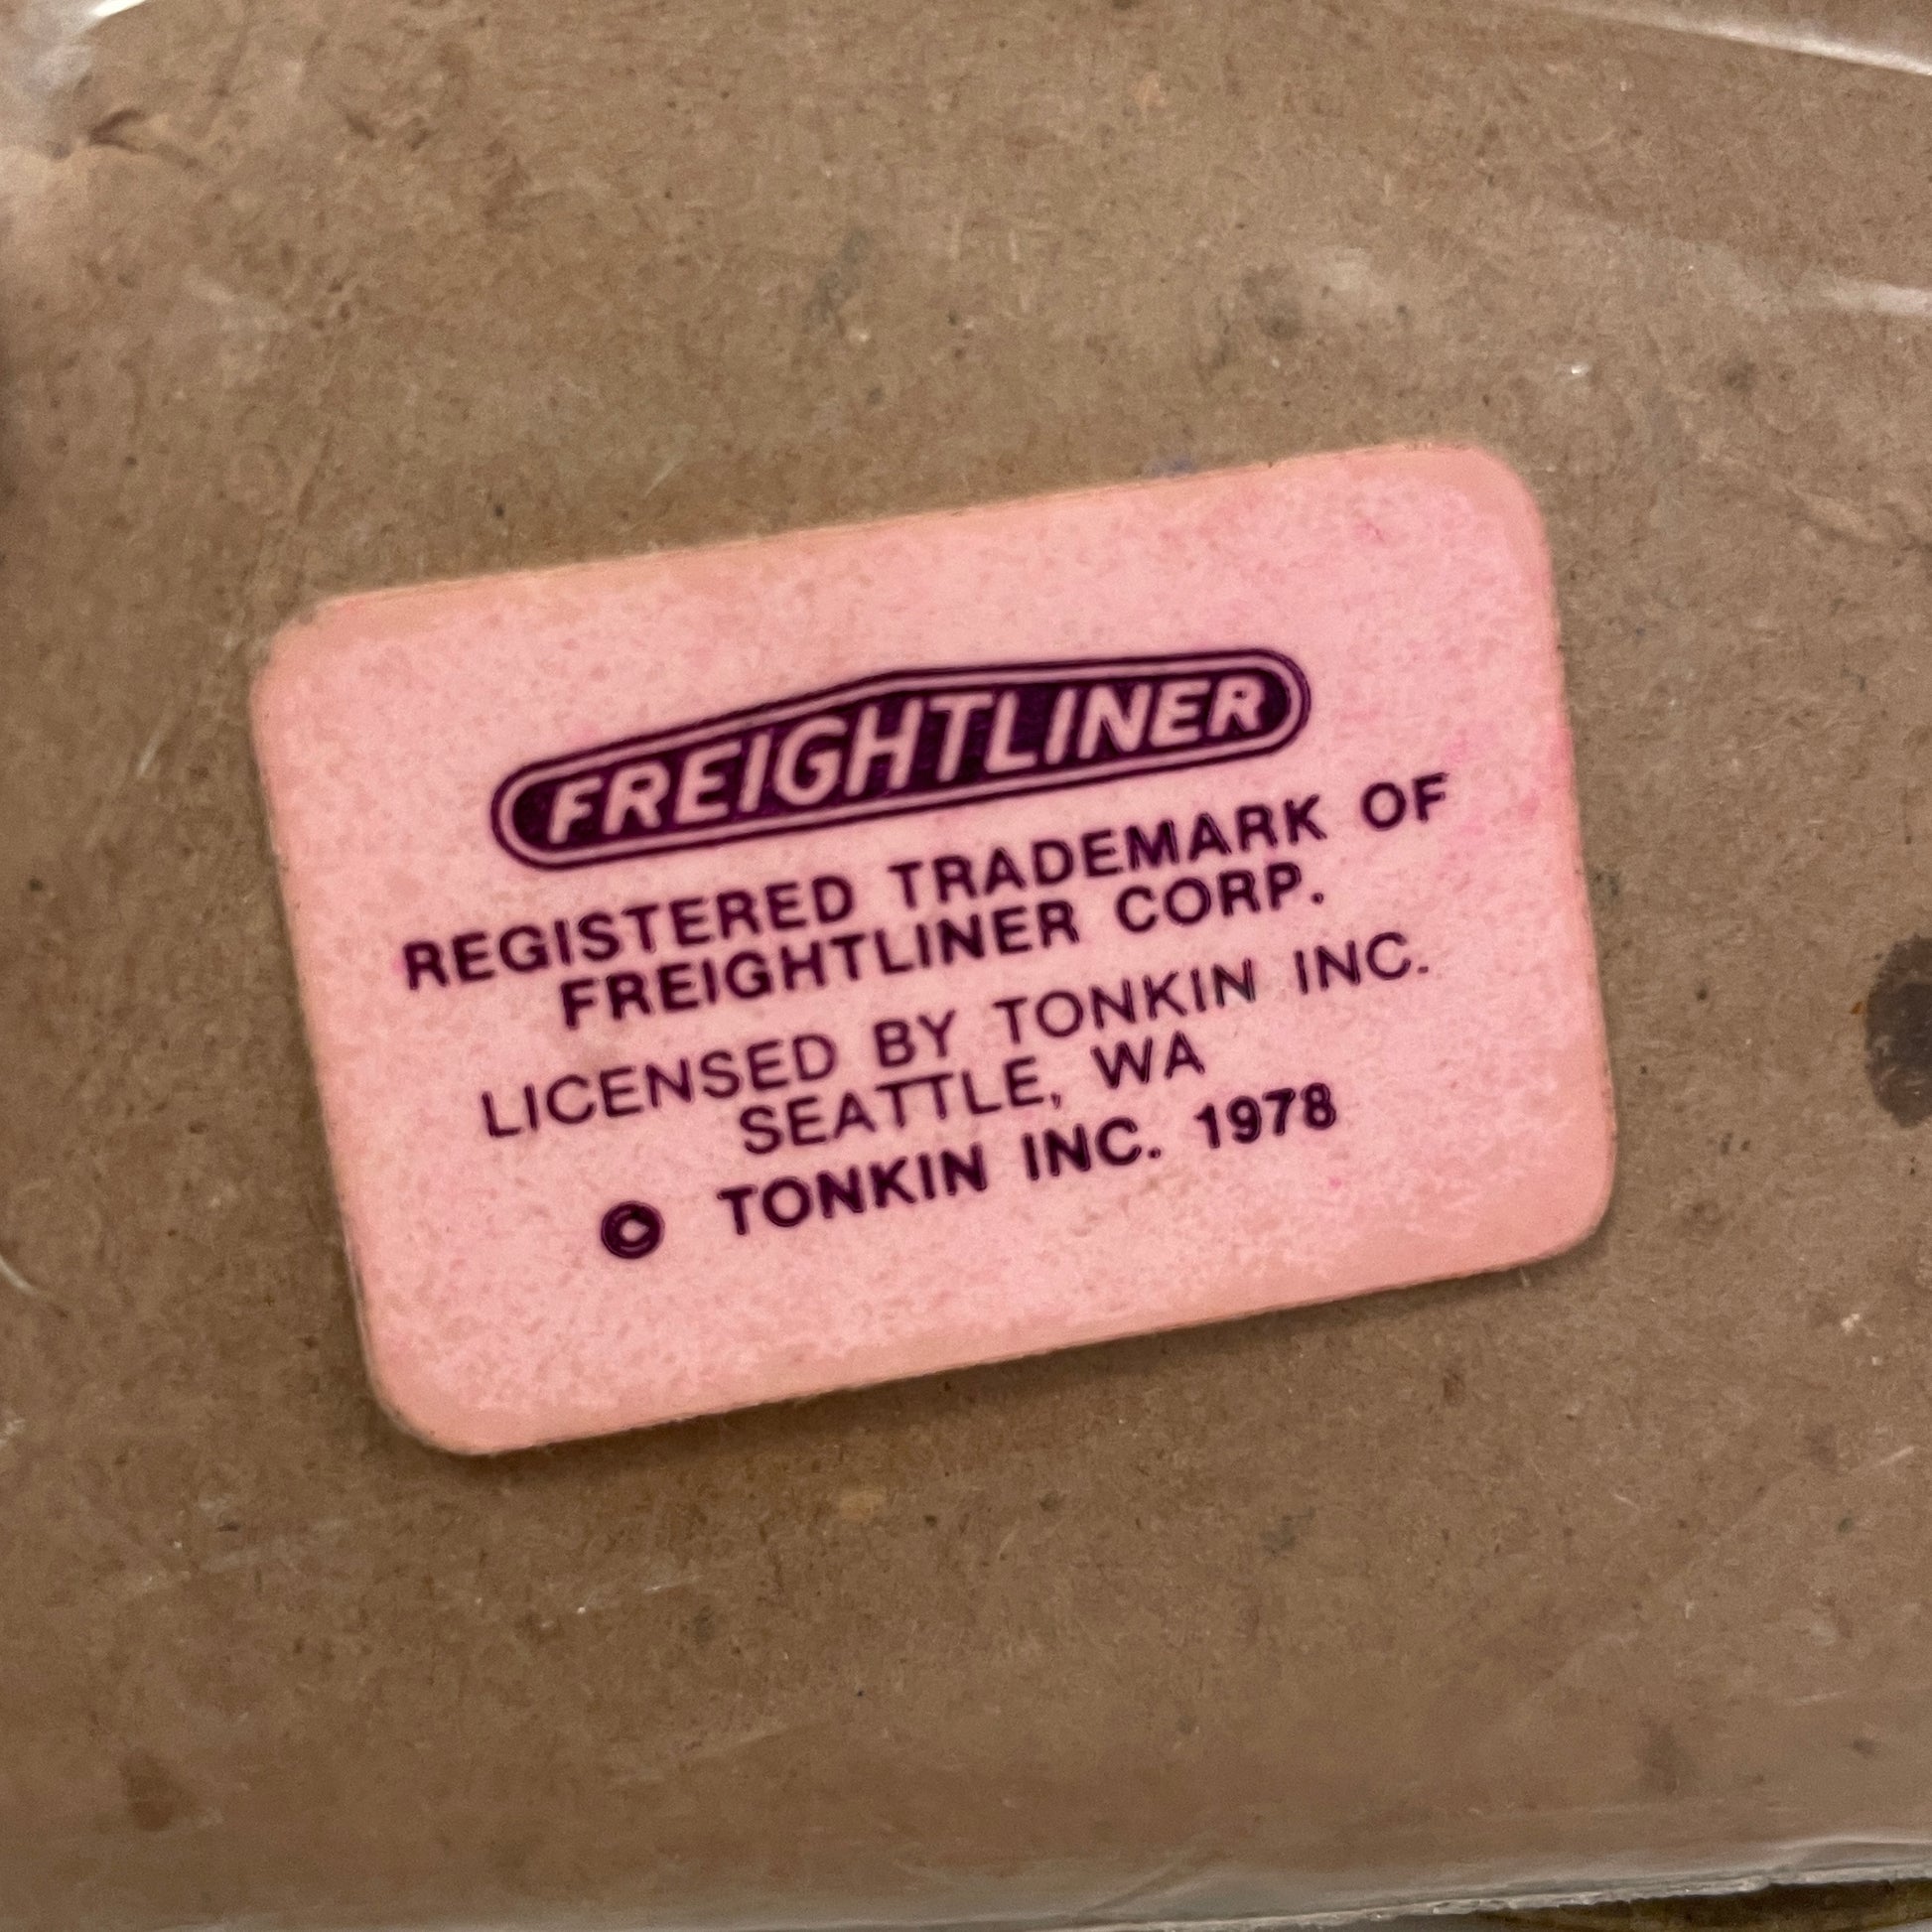 FREIGHTLINER
REGISTERED TRADEMARK OF
FREIGHTLINER CORP.
LICENSED BY TONKIN INC.
SEATTLE, WA
© TONKIN INC. 1978